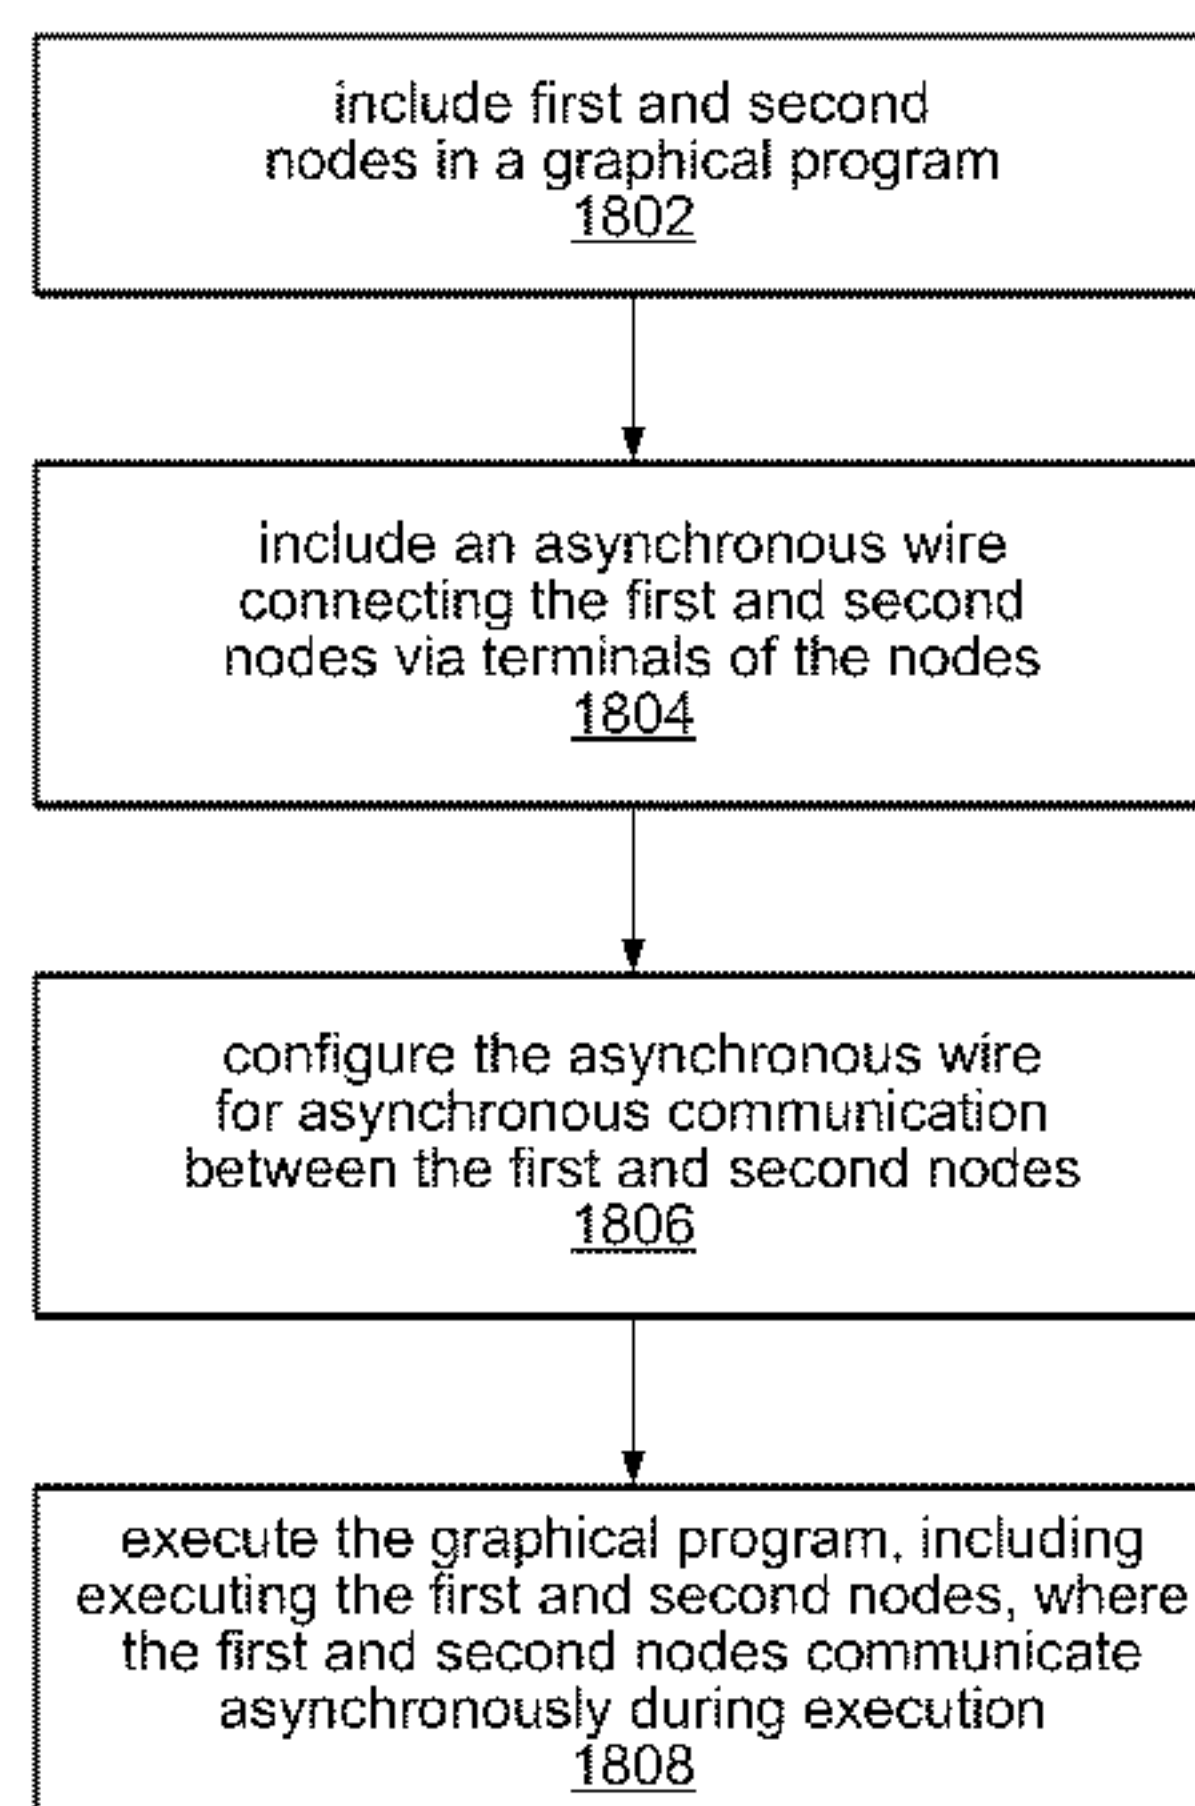 include first and second
nodes in a graphical program
1802
include an asynchronous wire
connecting the first and second
nodes via terminals of the nodes
1804
configure the asynchronous wire
for asynchronous communication
between the first and second nodes
1806
execute the graphical program, including
executing the first and second nodes, where
the first and second nodes communicate
asynchronously during execution
1808